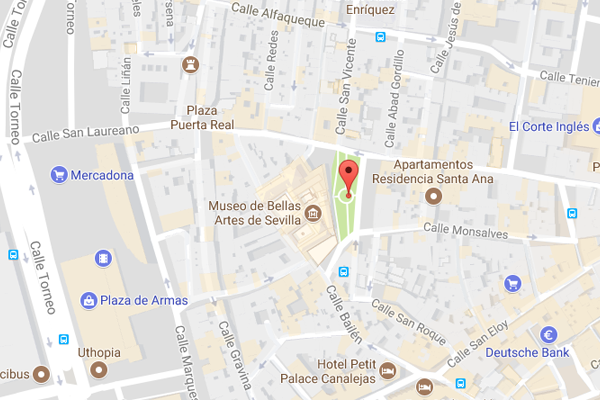 Calle Torneo
Calle Alfaqueque
Enríquez
Calle Jesús de
Calle Liñán
Calle Redes
Calle San Vicente
Calle Abad Gordillo
Calle Tenien
Plaza
Puerta Real
Calle San Laureano
El Corte Inglés
Mercadona
Apartamentos
Residencia Santa Ana
Museo de Bellas
Artes de Sevilla
Calle Monsalves
Calle Torneo
Plaza de Armas
Calle Bailén
Calle San Roque
Calle San Eloy
Deutsche Bank
Uthopia
cibus
Calle Marques
Calle Gravina
Hotel Petit
Palace Canalejas